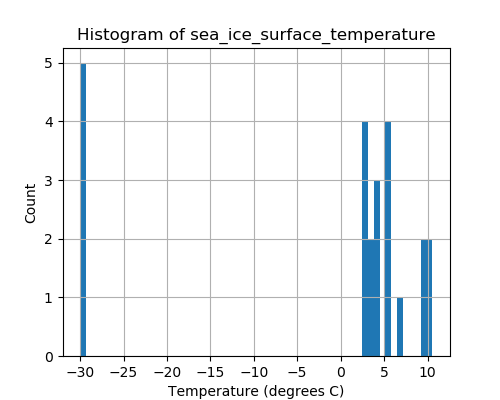 Histogram of sea_ice_surface_temperature
5
4
3
2
1
0
Count
−30 −25 −20 −15 −10 −5 0 5 10
Temperature (degrees C)